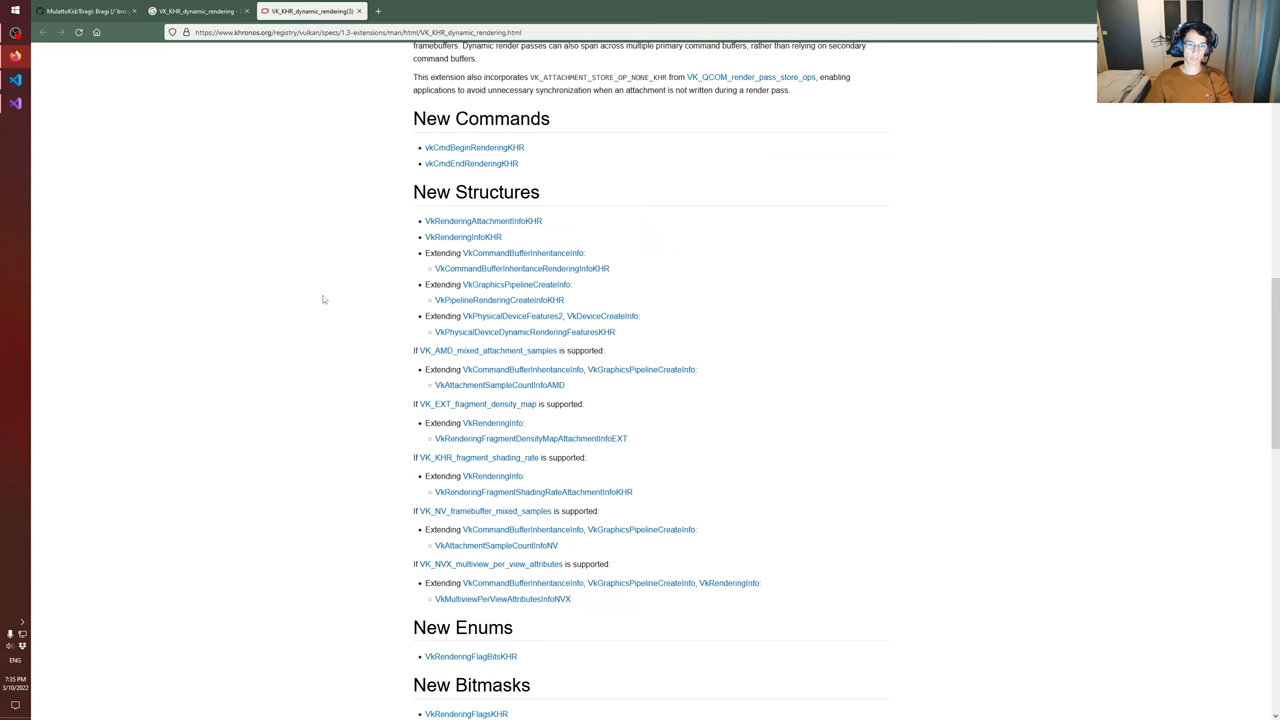 MulattoKid/Bragi: Bragi (/ˈbro
VK_KHR_dynamic_rendering -
VK_KHR_dynamic_rendering(3)
https://www.khronos.org/registry/vulkan/specs/1.3-extensions/man/html/VK_KHR_dynamic_rendering.html
framebuffers. Dynamic render passes can also span across multiple primary command buffers, rather than relying on secondary
command buffers.
This extension also incorporates VK_ATTACHMENT_STORE_OP_NONE_KHR from VK_QCOM_render_pass_store_ops, enabling
applications to avoid unnecessary synchronization when an attachment is not written during a render pass.
New Commands
• vkCmdBeginRenderingKHR
• vkCmdEndRenderingKHR
New Structures
• VkRenderingAttachmentInfoKHR
• VkRenderingInfoKHR
• Extending VkCommandBufferInheritanceInfo:
◦ VkCommandBufferInheritanceRenderingInfoKHR
• Extending VkGraphicsPipelineCreateInfo:
◦ VkPipelineRenderingCreateInfoKHR
• Extending VkPhysicalDeviceFeatures2, VkDeviceCreateInfo:
◦ VkPhysicalDeviceDynamicRenderingFeaturesKHR
If VK_AMD_mixed_attachment_samples is supported:
• Extending VkCommandBufferInheritanceInfo, VkGraphicsPipelineCreateInfo:
◦ VkAttachmentSampleCountInfoAMD
If VK_EXT_fragment_density_map is supported:
• Extending VkRenderingInfo:
◦ VkRenderingFragmentDensityMapAttachmentInfoEXT
If VK_KHR_fragment_shading_rate is supported:
• Extending VkRenderingInfo:
◦ VkRenderingFragmentShadingRateAttachmentInfoKHR
If VK_NV_framebuffer_mixed_samples is supported:
• Extending VkCommandBufferInheritanceInfo, VkGraphicsPipelineCreateInfo:
◦ VkAttachmentSampleCountInfoNV
If VK_NVX_multiview_per_view_attributes is supported:
• Extending VkCommandBufferInheritanceInfo, VkGraphicsPipelineCreateInfo, VkRenderingInfo:
◦ VkMultiviewPerViewAttributesInfoNVX
New Enums
• VkRenderingFlagBitsKHR
New Bitmasks
• VkRenderingFlagsKHR
ENG
7:35 PM
3/10/2022